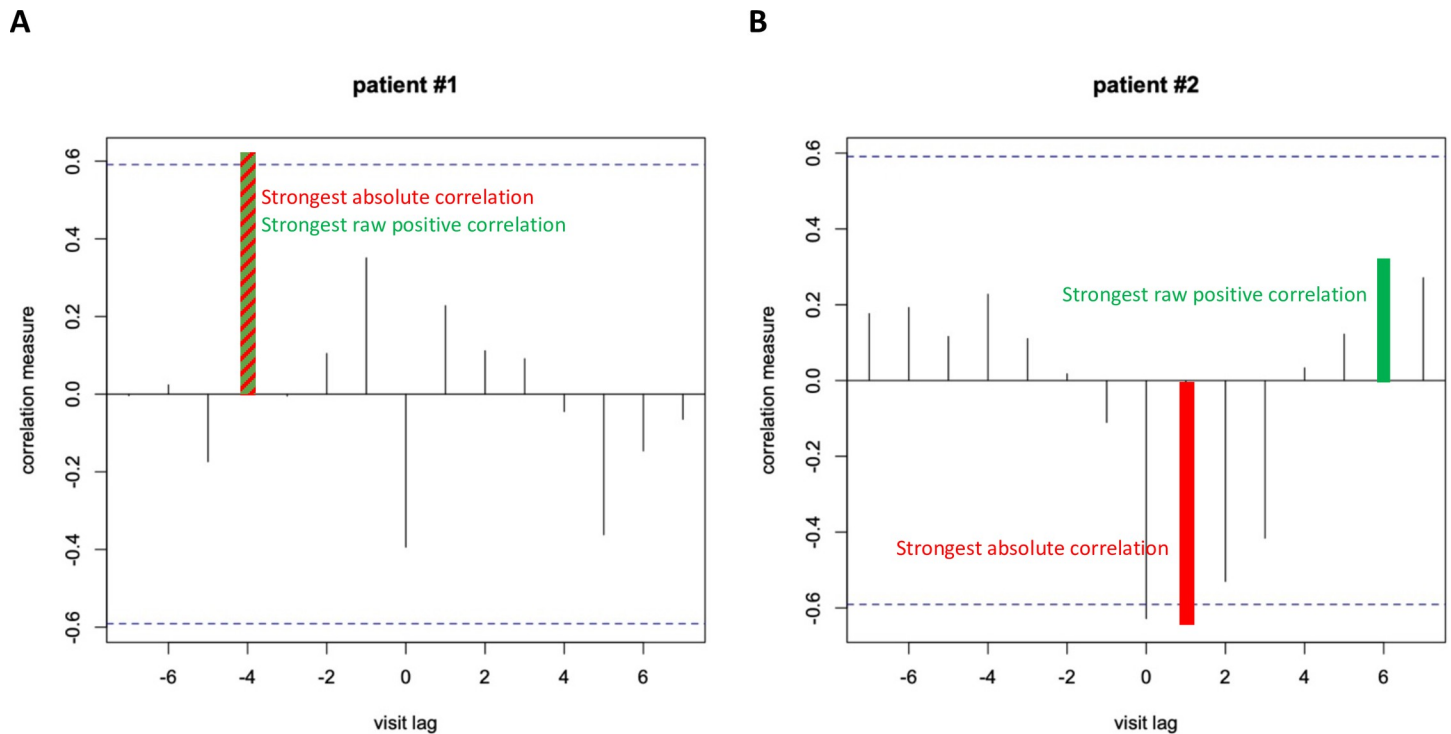 A
patient #1
correlation measure
0.6
0.4
0.2
0.0
-0.2
-0.4
-0.6
Strongest absolute correlation
Strongest raw positive correlation
-6 -4 -2 0 2 4 6
visit lag
B
patient #2
correlation measure
0.6
0.4
0.2
0.0
-0.2
-0.4
-0.6
Strongest raw positive correlation
Strongest absolute correlation
-6 -4 -2 0 2 4 6
visit lag